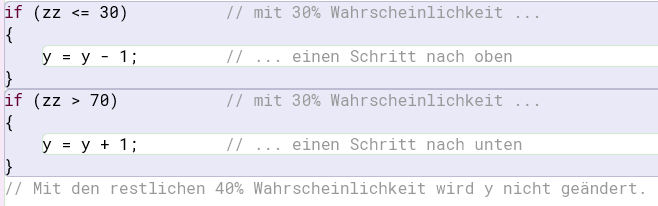 if (zz <= 30)          // mit 30% Wahrscheinlichkeit ...
{
    y = y - 1;         // ... einen Schritt nach oben
}
if (zz > 70)           // mit 30% Wahrscheinlichkeit ...
{
    y = y + 1;         // ... einen Schritt nach unten
}
// Mit den restlichen 40% Wahrscheinlichkeit wird y nicht geändert.